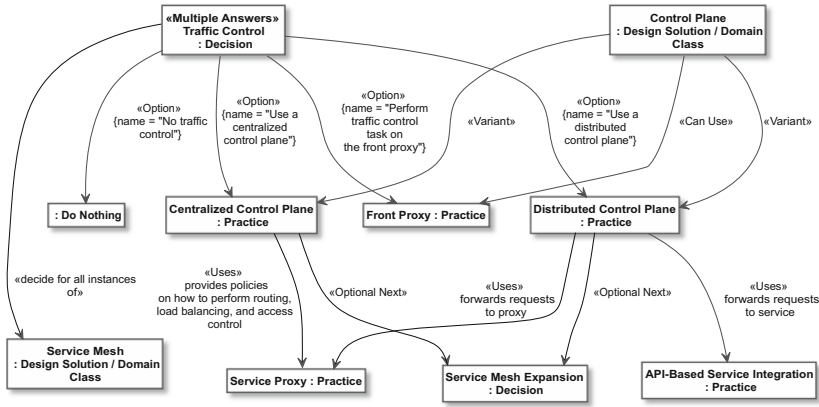 «Multiple Answers»
Traffic Control
: Decision
Control Plane
: Design Solution / Domain
Class
«Option»
{name = "No traffic
control"}
«Option»
{name = "Use a
centralized
control plane"}
«Option»
{name = "Perform
traffic control
task on
the front proxy"}
«Variant»
«Option»
{name = "Use a
distributed
control plane"}
«Can Use»
«Variant»
: Do Nothing
Centralized Control Plane
: Practice
Front Proxy : Practice
Distributed Control Plane
: Practice
«decide for all instances
of»
«Uses»
provides policies
on how to perform routing,
load balancing, and access
control
«Optional Next»
«Uses»
forwards requests
to proxy
«Optional Next»
«Uses»
forwards requests
to service
Service Mesh
: Design Solution / Domain
Class
Service Proxy : Practice
Service Mesh Expansion
: Decision
API-Based Service Integration
: Practice